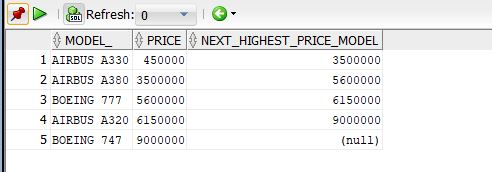 SQL Refresh: 0
MODEL_ PRICE NEXT_HIGHEST_PRICE_MODEL
1 AIRBUS A330 450000 3500000
2 AIRBUS A380 3500000 5600000
3 BOEING 777 5600000 6150000
4 AIRBUS A320 6150000 9000000
5 BOEING 747 9000000 (null)